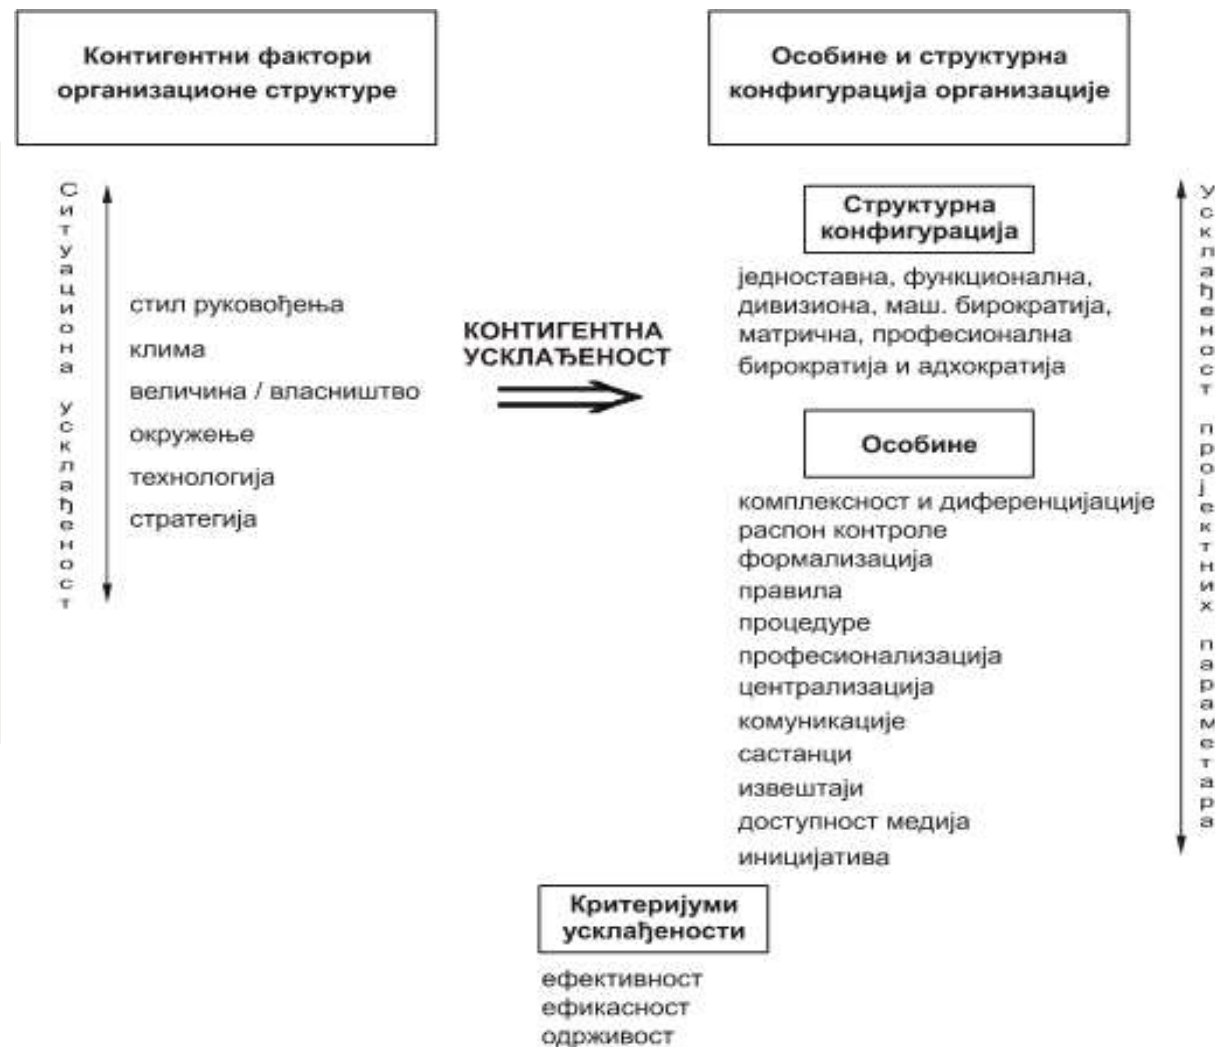 Контигентни фактори
организационе структуре
Особине и структурна
конфигурација организације
Ситуациона усклађеност
стил руковођења
клима
величина / власништво
окружење
технологија
стратегија
КОНТИГЕНТНА
УСКЛАЂЕНОСТ
Структурна
конфигурација
једноставна, функционална,
дивизиона, маш. бирократија,
матрична, професионална
бирократија и адхократија
Особине
комплексност и диференцијације
распон контроле
формализација
правила
процедуре
професионализација
централизација
комуникације
састанци
извештаји
доступност медија
иницијатива
Усклађеност пројектних параметара
Критеријуми
усклађености
ефективност
ефикасност
одрживост